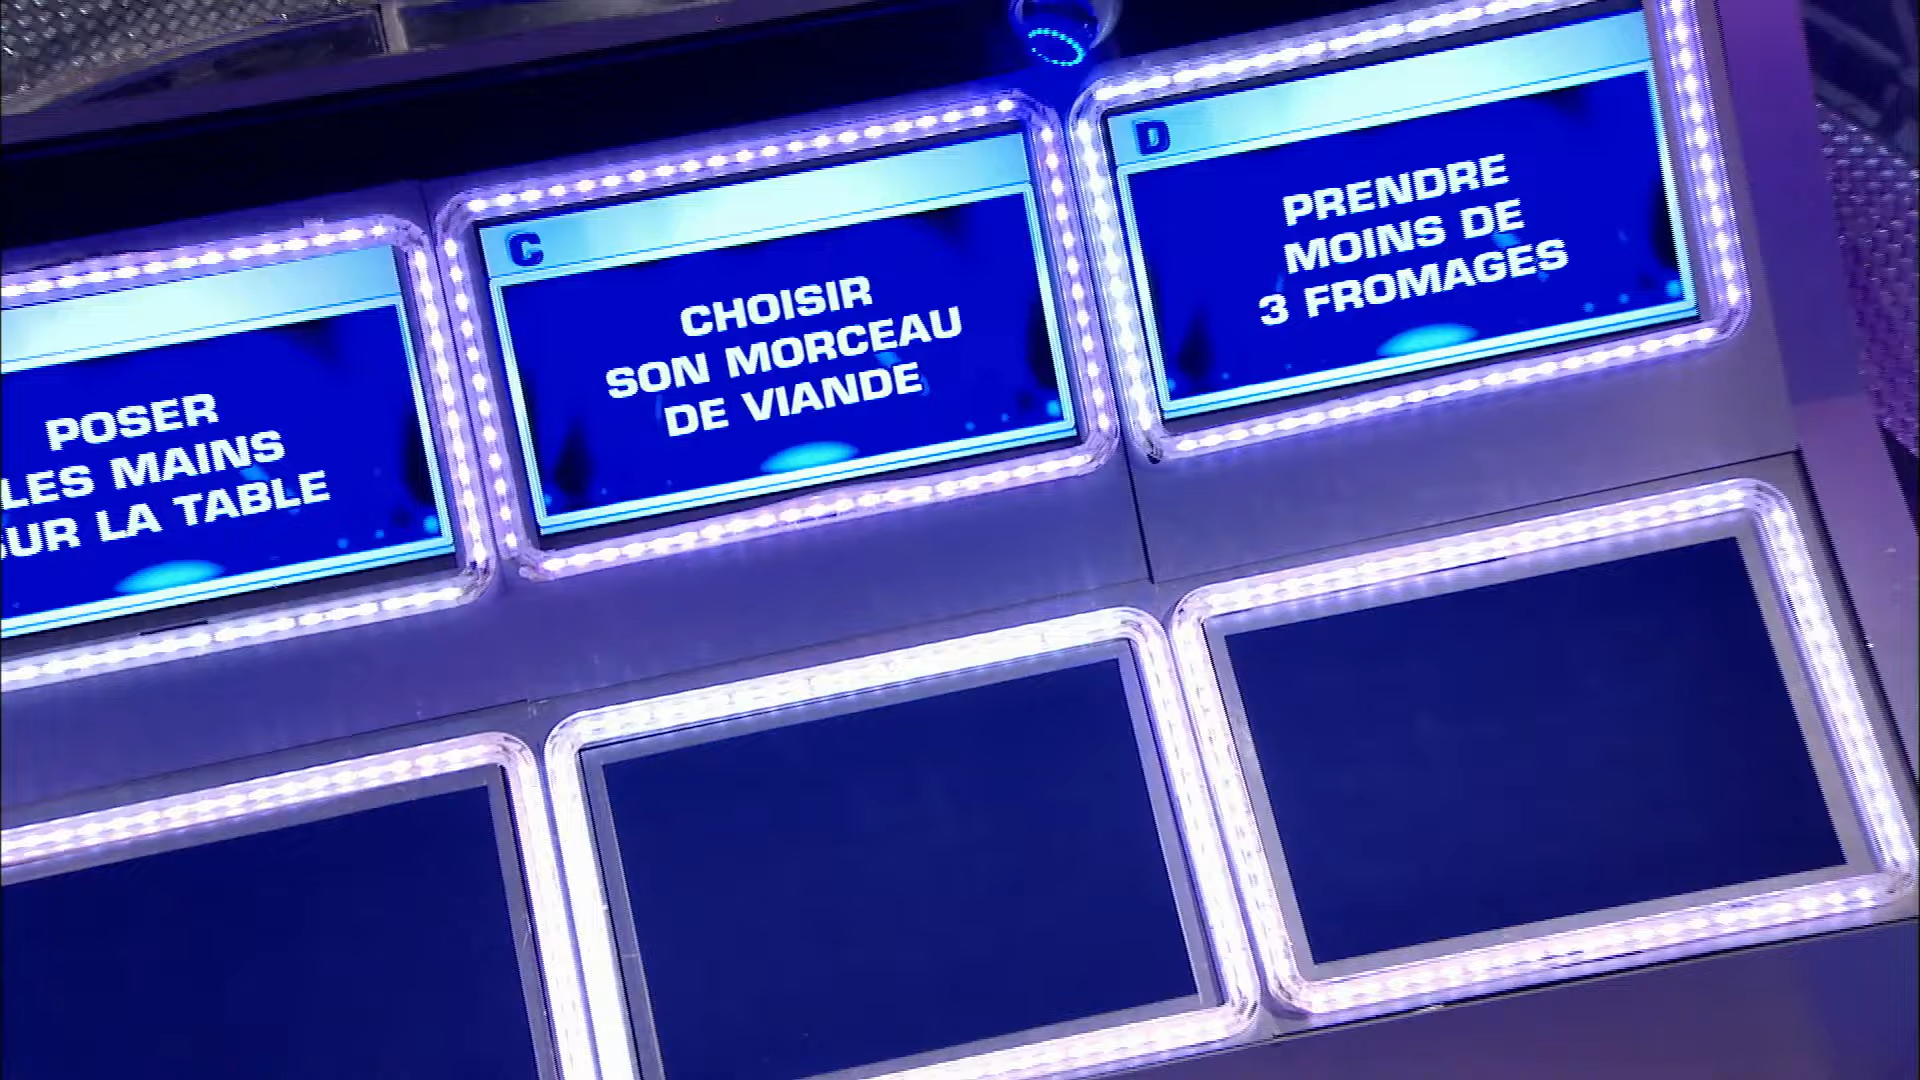 POSER
LES MAINS
SUR LA TABLE
C
CHOISIR
SON MORCEAU
DE VIANDE
D
PRENDRE
MOINS DE
3 FROMAGES